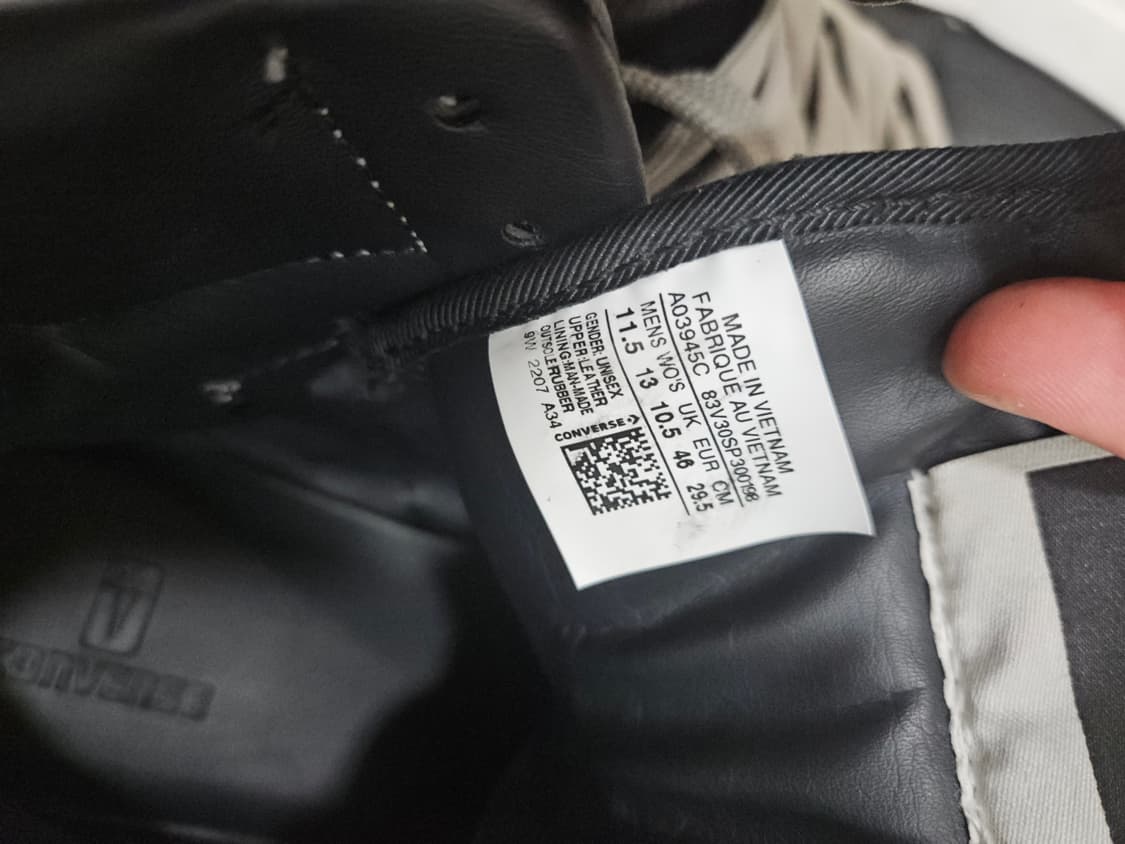 MADE IN VIETNAM
FABRIQUE AU VIETNAM
A03945C 83V30SP300198
MENS WO'S UK EUR CM
11.5 13 10.5 46 29.5
GENDER: UNISEX
UPPER:LEATHER
LINING:MAN-MADE
OUTSOLE:RUBBER
9W 2207 A34
CONVERSE
CONVERSE